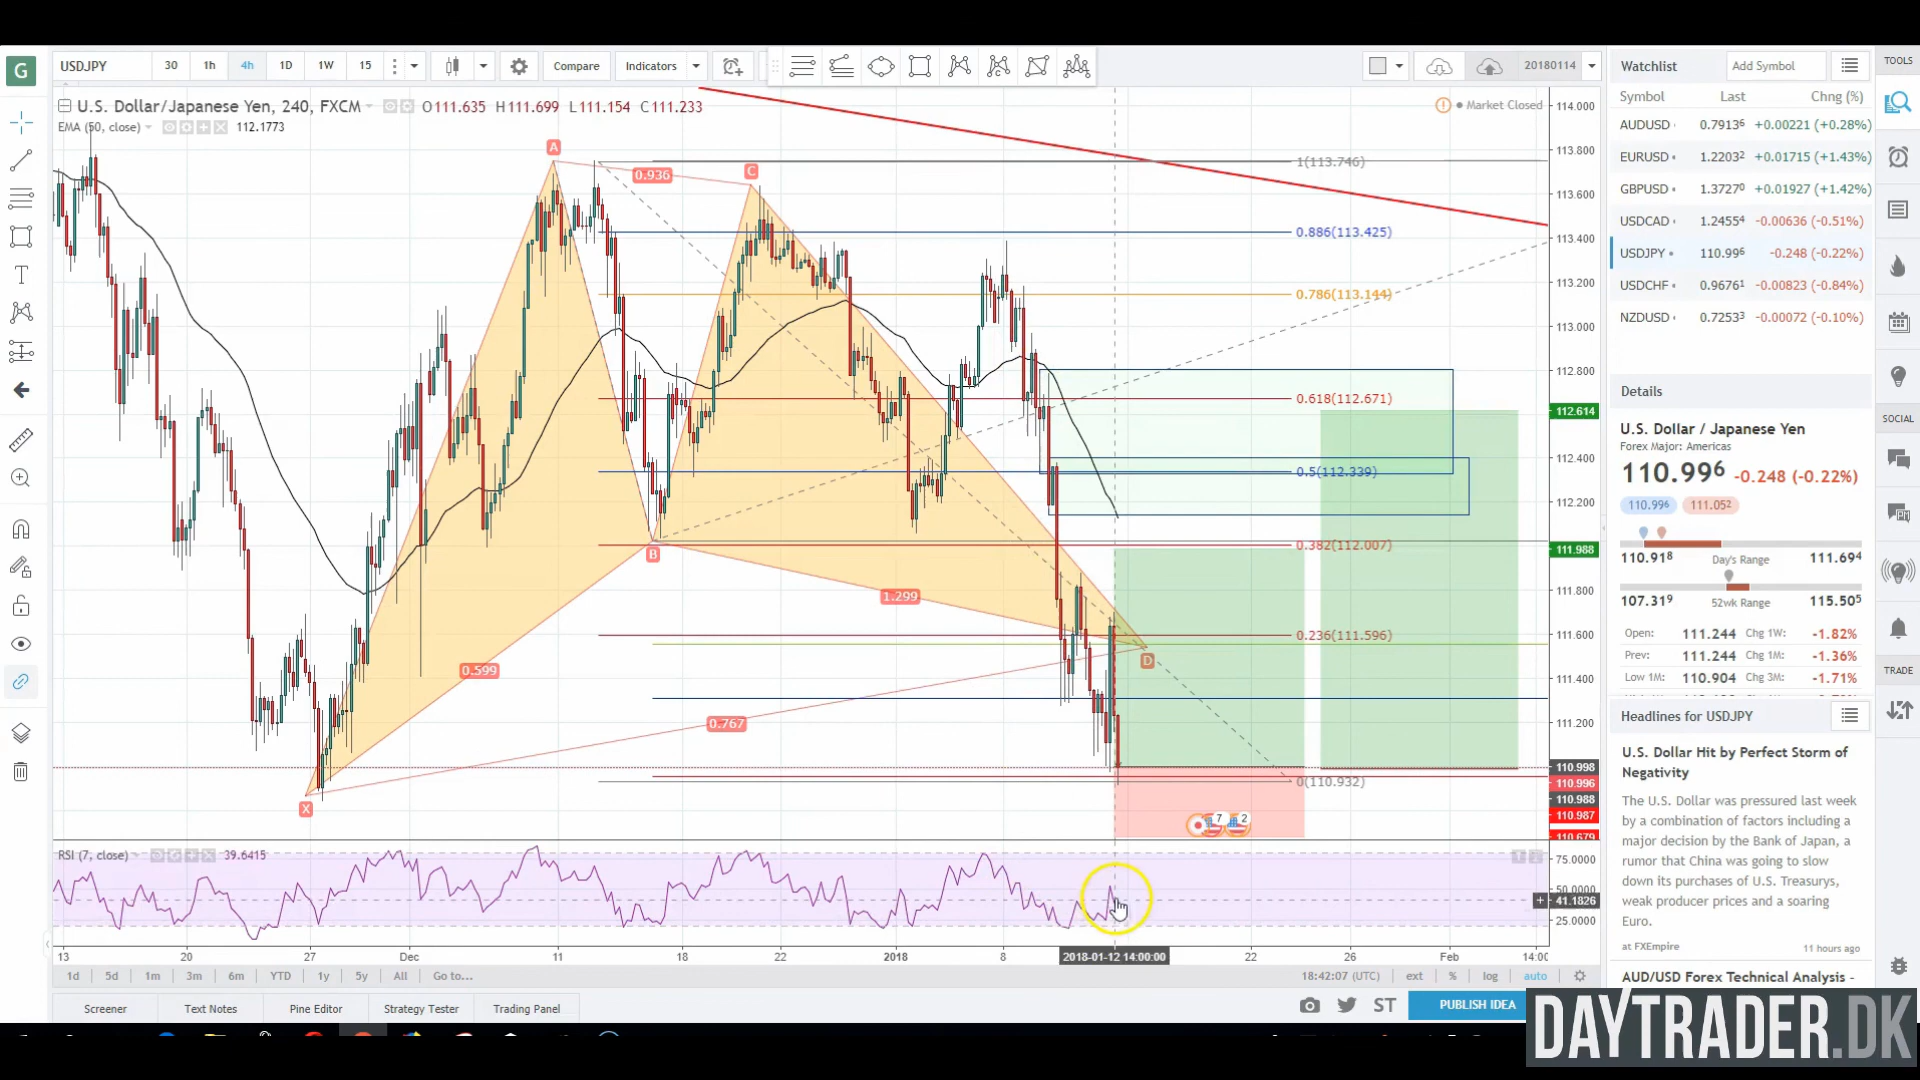 G
USDJPY 30 1h 4h 1D 1W 15 Compare Indicators 20180114
U.S. Dollar/Japanese Yen, 240, FXCM O111.635 H111.699 L111.154 C111.233
EMA (50, close) 112.1773
Market Closed
A
C
0.936
X
B
D
0.599
0.767
1.299
1(113.746)
0.886(113.425)
0.786(113.144)
0.618(112.671)
0.5(112.339)
0.382(112.007)
0.236(111.596)
0(110.932)
7 2
114.000
113.800
113.600
113.400
113.200
113.000
112.800
112.614
112.400
112.200
111.988
111.800
111.600
111.400
111.200
110.998
110.996
110.988
110.987
110.679
RSI (7, close) 39.6415
75.0000
50.0000
41.1826
25.0000
13 20 27 Dec 11 18 22 2018 8 2018-01-12 14:00:00 22 26 Feb 14:00
1d 5d 1m 3m 6m YTD 1y 5y All Go to... 18:42:07 (UTC) ext % log auto
Screener Text Notes Pine Editor Strategy Tester Trading Panel ST PUBLISH IDEA
Watchlist Add Symbol
Symbol Last Chng (%)
AUDUSD 0.79136 +0.00221 (+0.28%)
EURUSD 1.22032 +0.01715 (+1.43%)
GBPUSD 1.37270 +0.01927 (+1.42%)
USDCAD 1.24554 -0.00636 (-0.51%)
USDJPY 110.996 -0.248 (-0.22%)
USDCHF 0.96761 -0.00823 (-0.84%)
NZDUSD 0.72533 -0.00072 (-0.10%)
Details
U.S. Dollar / Japanese Yen
Forex Major: Americas
110.996 -0.248 (-0.22%)
110.996 111.052
110.918 Day's Range 111.694
107.319 52wk Range 115.505
Open: 111.244 Chg 1W: -1.82%
Prev: 111.244 Chg 1M: -1.36%
Low 1M: 110.904 Chg 3M: -1.71%
Headlines for USDJPY
U.S. Dollar Hit by Perfect Storm of
Negativity
The U.S. Dollar was pressured last week
by a combination of factors including a
major decision by the Bank of Japan, a
rumor that China was going to slow
down its purchases of U.S. Treasurys,
weak producer prices and a soaring
Euro.
at FXEmpire 11 hours ago
AUD/USD Forex Technical Analysis -
TOOLS
SOCIAL
TRADE
DAYTRADER.DK